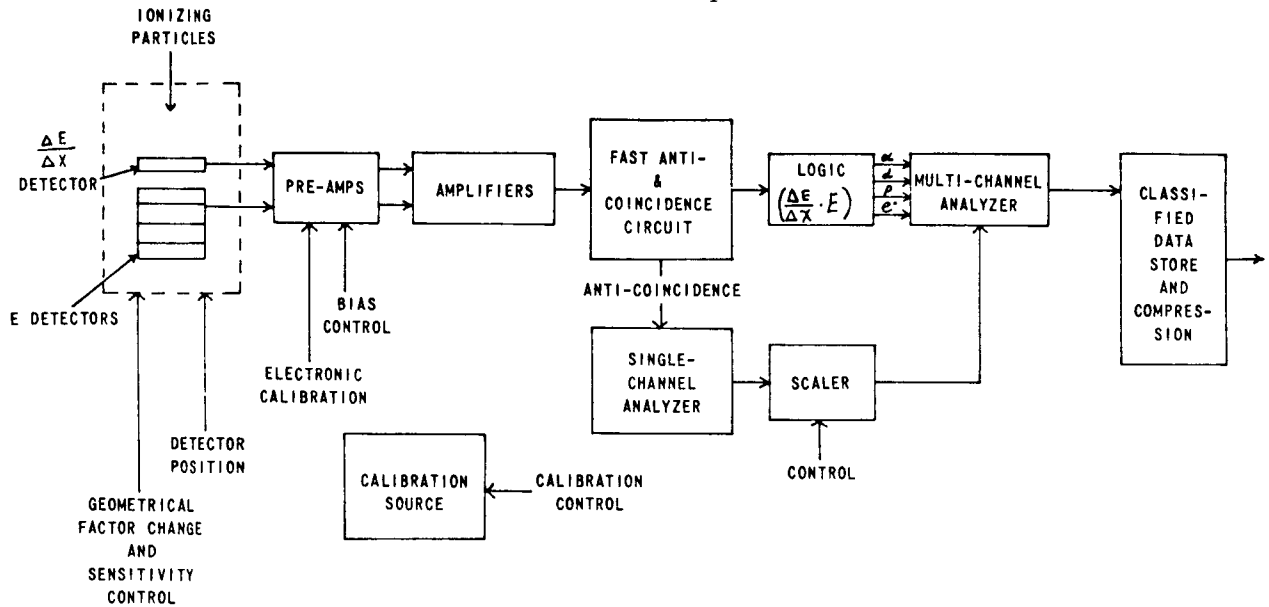 IONIZING
PARTICLES
ΔE
ΔX
DETECTOR
E DETECTORS
PRE-AMPS
AMPLIFIERS
FAST ANTI-
&
COINCIDENCE
CIRCUIT
LOGIC
(ΔE/ΔX · E)
α
d
p
e-
MULTI-CHANNEL
ANALYZER
CLASSI-
FIED
DATA
STORE
AND
COMPRES-
SION
BIAS
CONTROL
ELECTRONIC
CALIBRATION
ANTI-COINCIDENCE
SINGLE-
CHANNEL
ANALYZER
SCALER
CONTROL
DETECTOR
POSITION
GEOMETRICAL
FACTOR CHANGE
AND
SENSITIVITY
CONTROL
CALIBRATION
SOURCE
CALIBRATION
CONTROL